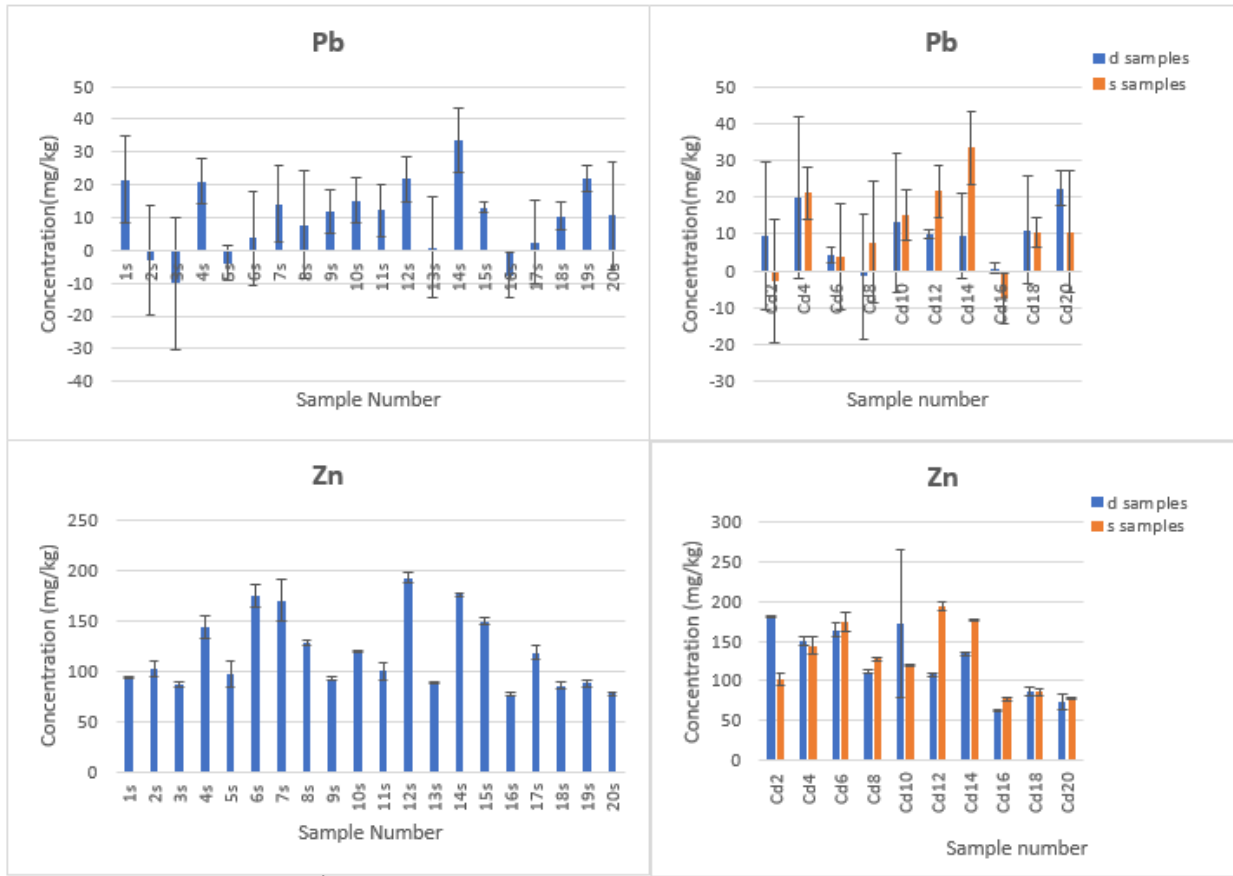 Pb
50
40
30
20
10
0
-10
-20
-30
-40
Concentration(mg/kg)
1s 2s 3s 4s 5s 6s 7s 8s 9s 10s 11s 12s 13s 14s 15s 16s 17s 18s 19s 20s
Sample Number
Pb
d samples
s samples
50
40
30
20
10
0
-10
-20
-30
Concentration (mg/kg)
Cd2 Cd4 Cd6 Cd8 Cd10 Cd12 Cd14 Cd16 Cd18 Cd20
Sample number
Zn
250
200
150
100
50
0
Concentration (mg/kg)
1s 2s 3s 4s 5s 6s 7s 8s 9s 10s 11s 12s 13s 14s 15s 16s 17s 18s 19s 20s
Sample Number
Zn
d samples
s samples
300
250
200
150
100
50
0
Concentration (mg/kg)
Cd2 Cd4 Cd6 Cd8 Cd10 Cd12 Cd14 Cd16 Cd18 Cd20
Sample number